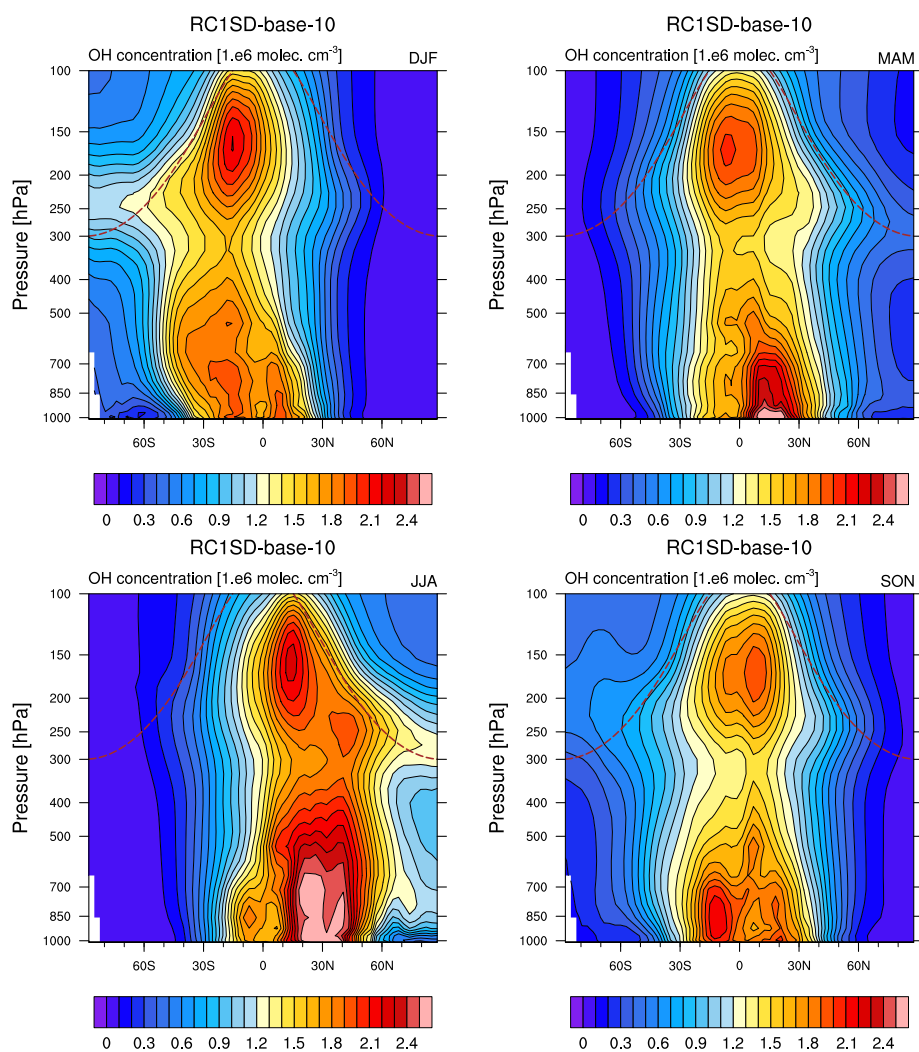 RC1SD-base-10
OH concentration [1.e6 molec. cm⁻³] DJF
Pressure [hPa]
100
150
200
250
300
400
500
700
850
1000
60S 30S 0 30N 60N
0 0.3 0.6 0.9 1.2 1.5 1.8 2.1 2.4
RC1SD-base-10
OH concentration [1.e6 molec. cm⁻³] MAM
Pressure [hPa]
100
150
200
250
300
400
500
700
850
1000
60S 30S 0 30N 60N
0 0.3 0.6 0.9 1.2 1.5 1.8 2.1 2.4
RC1SD-base-10
OH concentration [1.e6 molec. cm⁻³] JJA
Pressure [hPa]
100
150
200
250
300
400
500
700
850
1000
60S 30S 0 30N 60N
0 0.3 0.6 0.9 1.2 1.5 1.8 2.1 2.4
RC1SD-base-10
OH concentration [1.e6 molec. cm⁻³] SON
Pressure [hPa]
100
150
200
250
300
400
500
700
850
1000
60S 30S 0 30N 60N
0 0.3 0.6 0.9 1.2 1.5 1.8 2.1 2.4